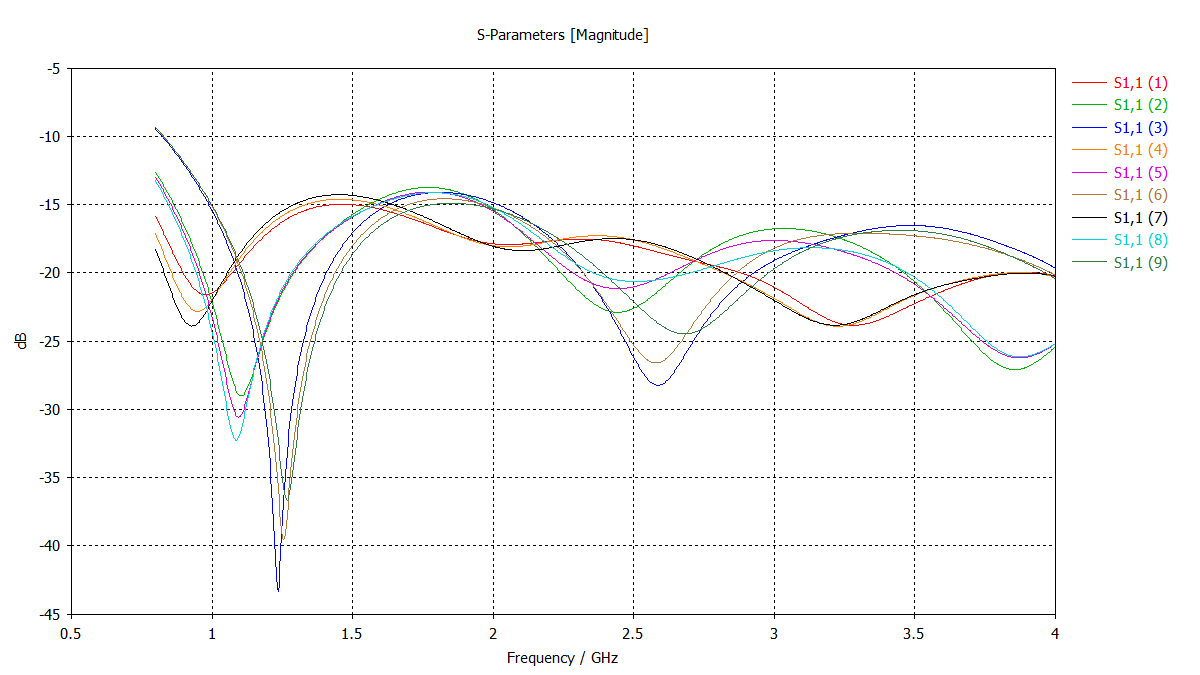 S-Parameters [Magnitude]
-5
-10
-15
-20
-25
-30
-35
-40
-45
dB
0.5 1 1.5 2 2.5 3 3.5 4
Frequency / GHz
S1,1 (1)
S1,1 (2)
S1,1 (3)
S1,1 (4)
S1,1 (5)
S1,1 (6)
S1,1 (7)
S1,1 (8)
S1,1 (9)